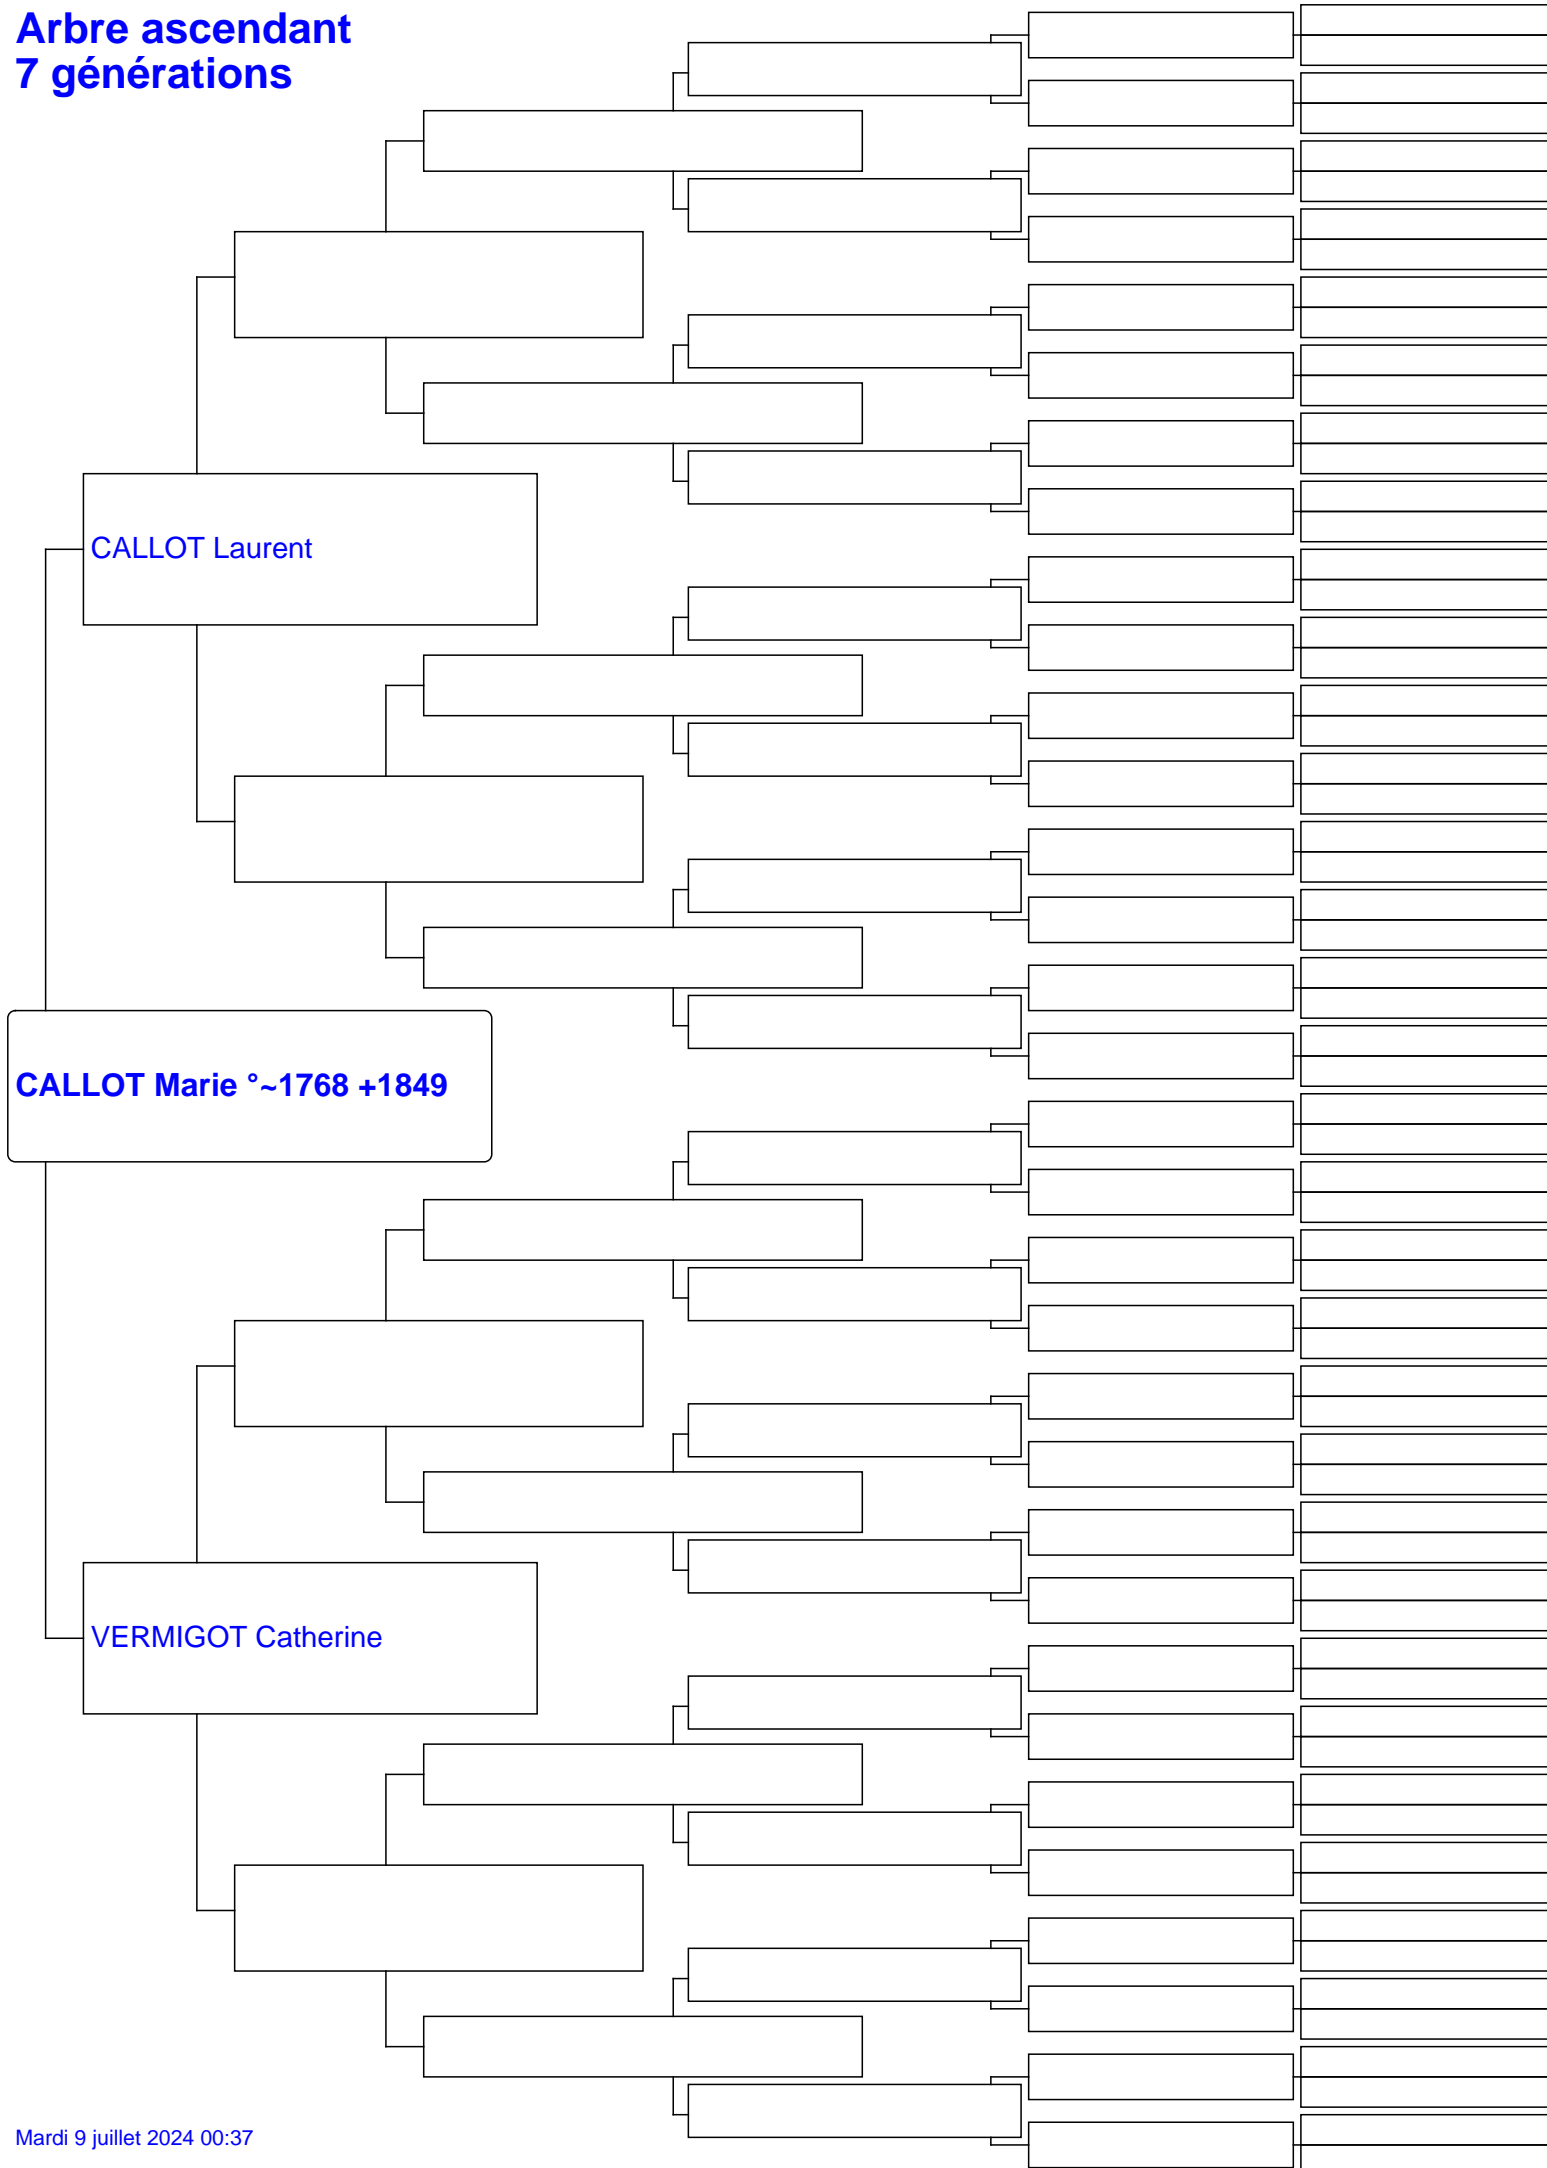 Arbre ascendant
7 générations
CALLOT Laurent
CALLOT Marie °~1768 +1849
VERMIGOT Catherine
Mardi 9 juillet 2024 00:37